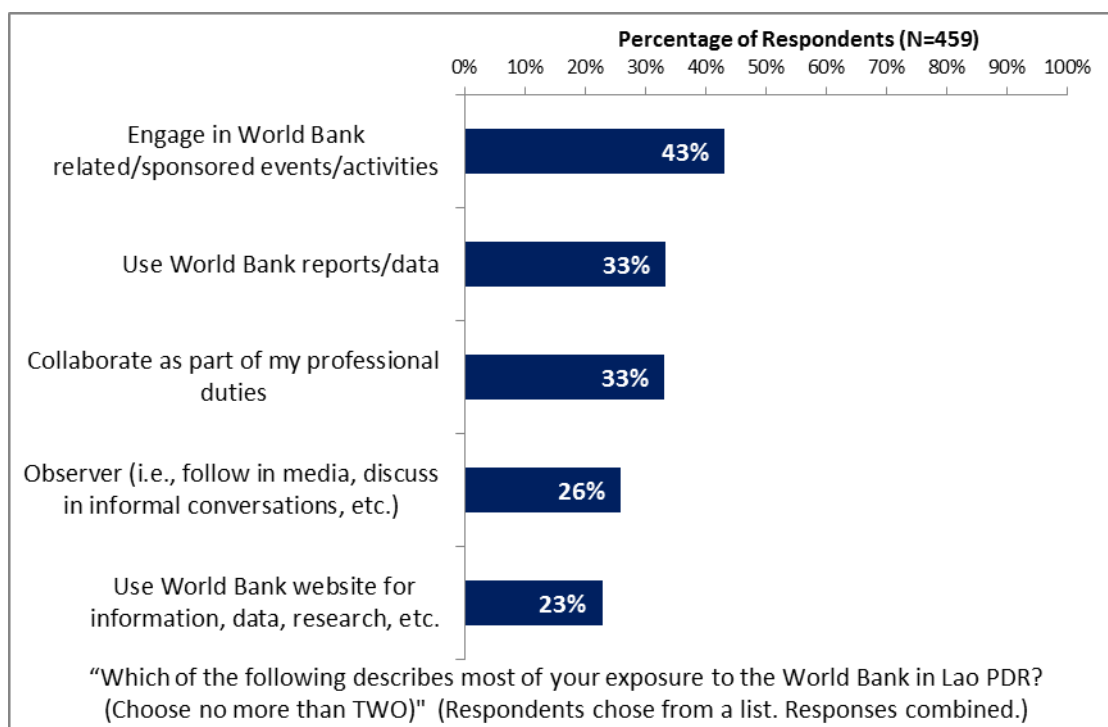 Percentage of Respondents (N=459)
0% 10% 20% 30% 40% 50% 60% 70% 80% 90% 100%
Engage in World Bank
related/sponsored events/activities
43%
Use World Bank reports/data
33%
Collaborate as part of my professional
duties
33%
Observer (i.e., follow in media, discuss
in informal conversations, etc.)
26%
Use World Bank website for
information, data, research, etc.
23%
“Which of the following describes most of your exposure to the World Bank in Lao PDR?
(Choose no more than TWO)" (Respondents chose from a list. Responses combined.)